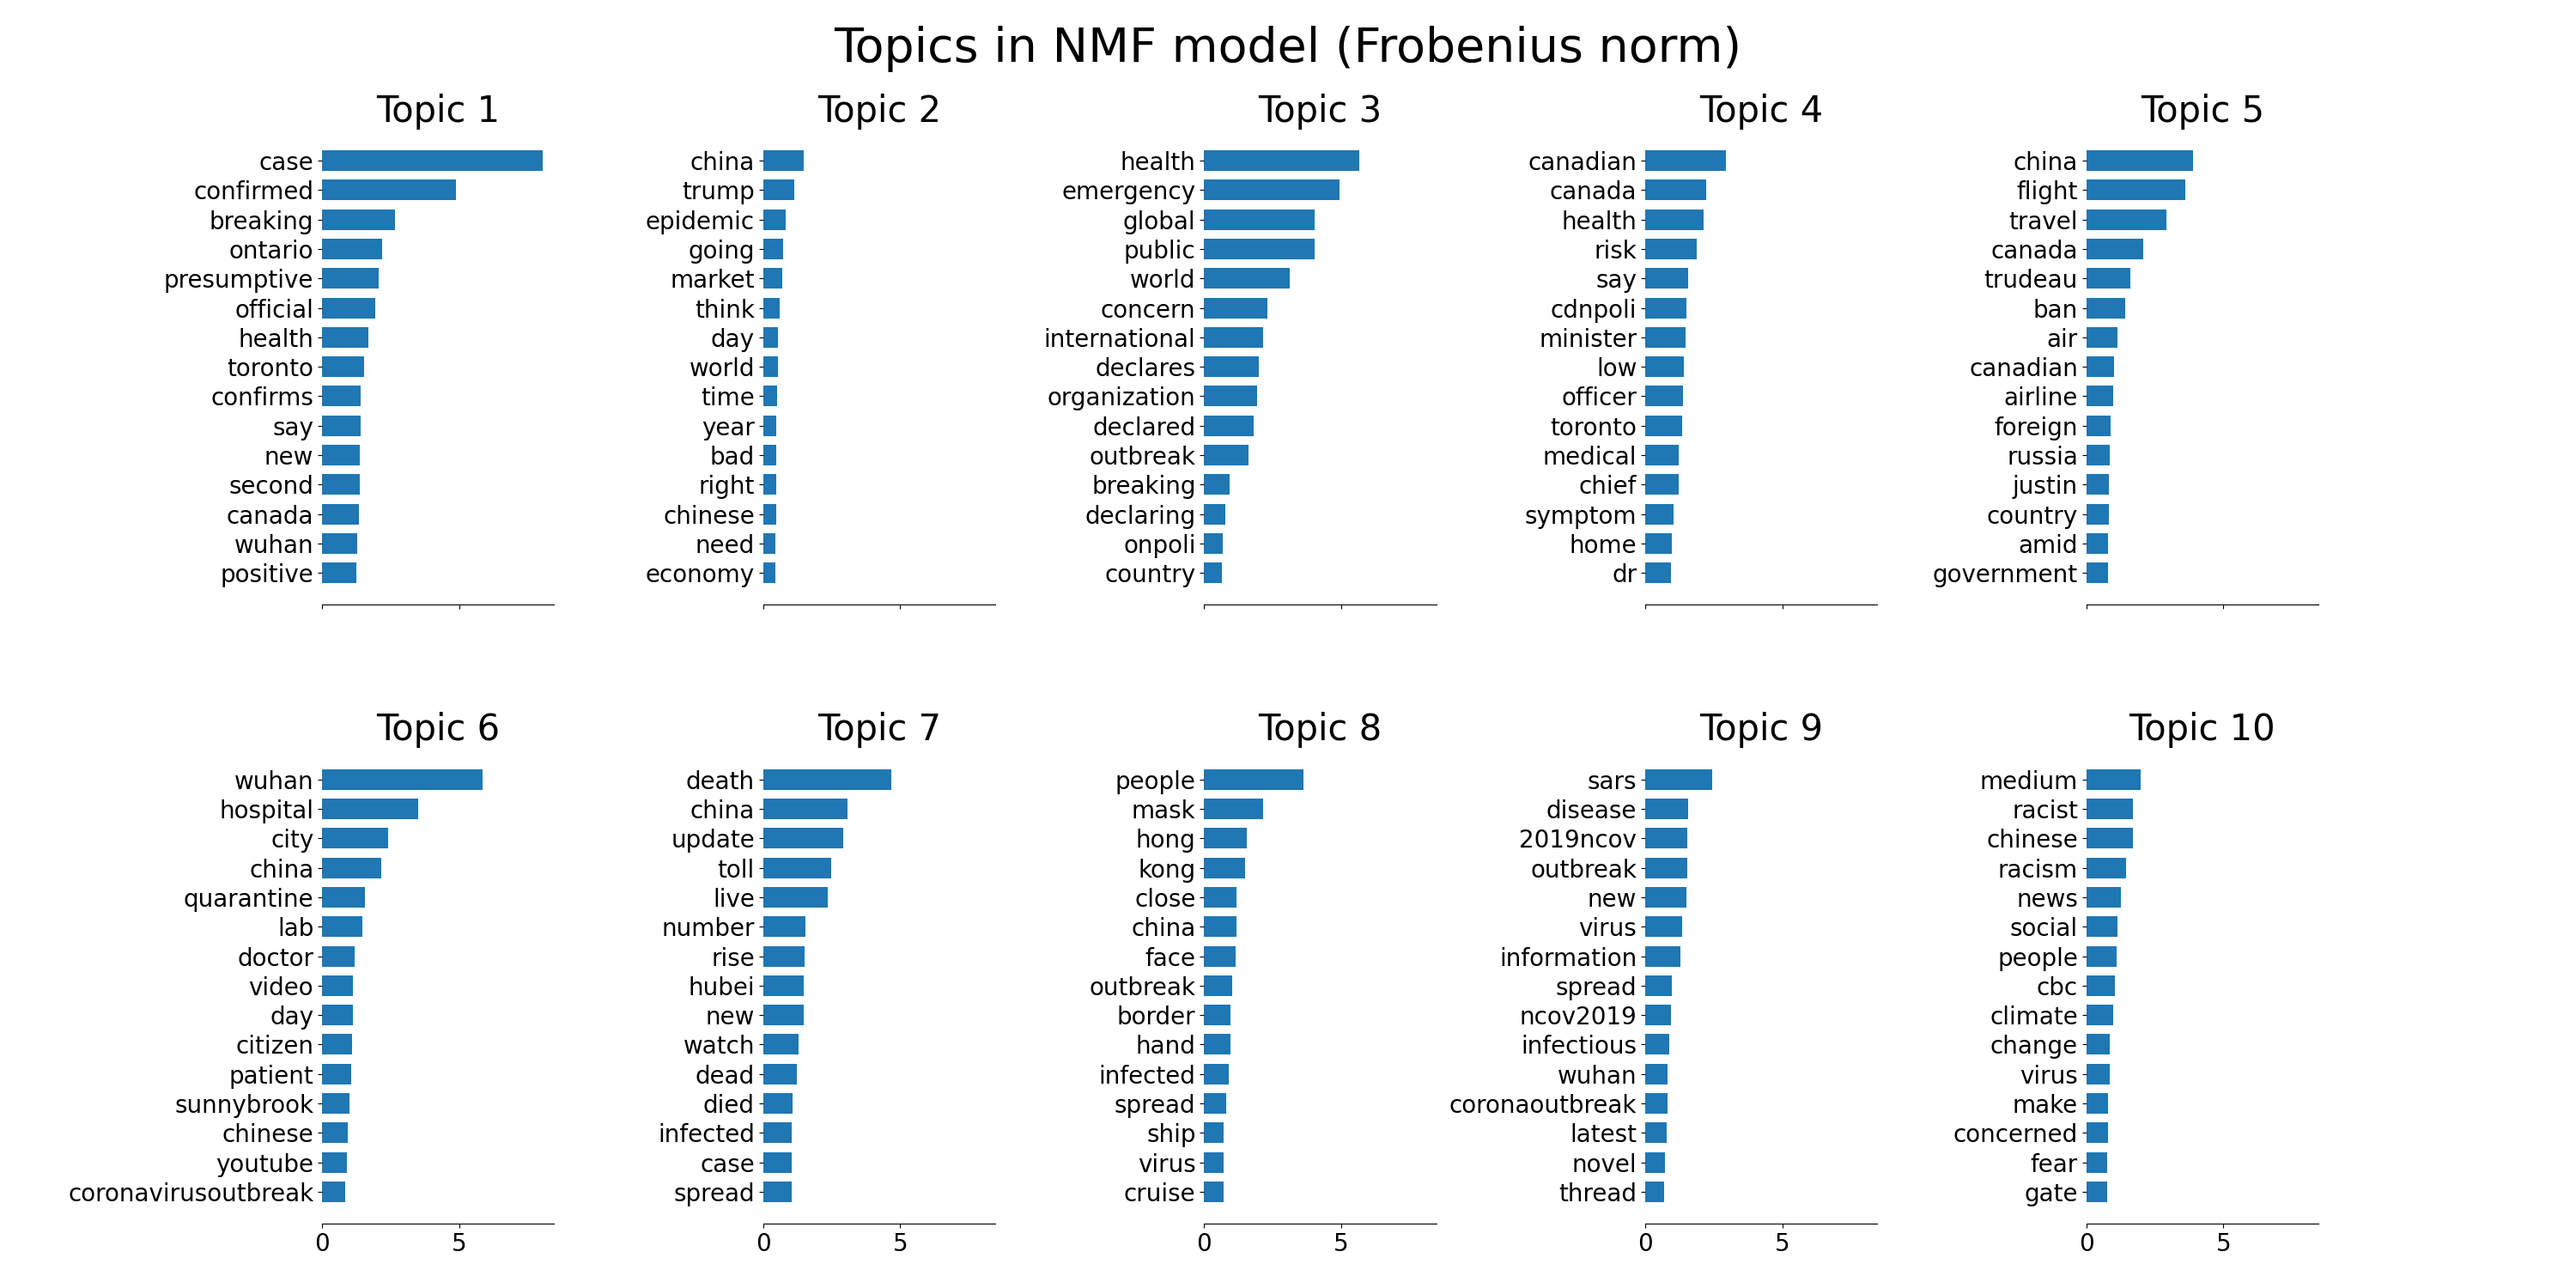 Topics in NMF model (Frobenius norm)
Topic 1
case
confirmed
breaking
ontario
presumptive
official
health
toronto
confirms
say
new
second
canada
wuhan
positive
Topic 2
china
trump
epidemic
going
market
think
day
world
time
year
bad
right
chinese
need
economy
Topic 3
health
emergency
global
public
world
concern
international
declares
organization
declared
outbreak
breaking
declaring
onpoli
country
Topic 4
canadian
canada
health
risk
say
cdnpoli
minister
low
officer
toronto
medical
chief
symptom
home
dr
Topic 5
china
flight
travel
canada
trudeau
ban
air
canadian
airline
foreign
russia
justin
country
amid
government
Topic 6
wuhan
hospital
city
china
quarantine
lab
doctor
video
day
citizen
patient
sunnybrook
chinese
youtube
coronavirusoutbreak
0 5
Topic 7
death
china
update
toll
live
number
rise
hubei
new
watch
dead
died
infected
case
spread
0 5
Topic 8
people
mask
hong
kong
close
china
face
outbreak
border
hand
infected
spread
ship
virus
cruise
0 5
Topic 9
sars
disease
2019ncov
outbreak
new
virus
information
spread
ncov2019
infectious
wuhan
coronaoutbreak
latest
novel
thread
0 5
Topic 10
medium
racist
chinese
racism
news
social
people
cbc
climate
change
virus
make
concerned
fear
gate
0 5